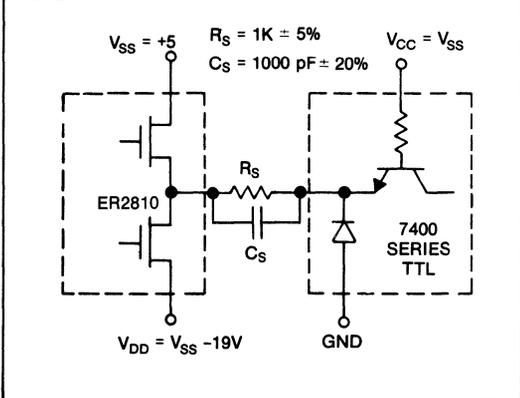 V_SS = +5
R_S = 1K ± 5%
C_S = 1000 pF ± 20%
V_CC = V_SS
R_S
ER2810
C_S
7400
SERIES
TTL
V_DD = V_SS -19V
GND